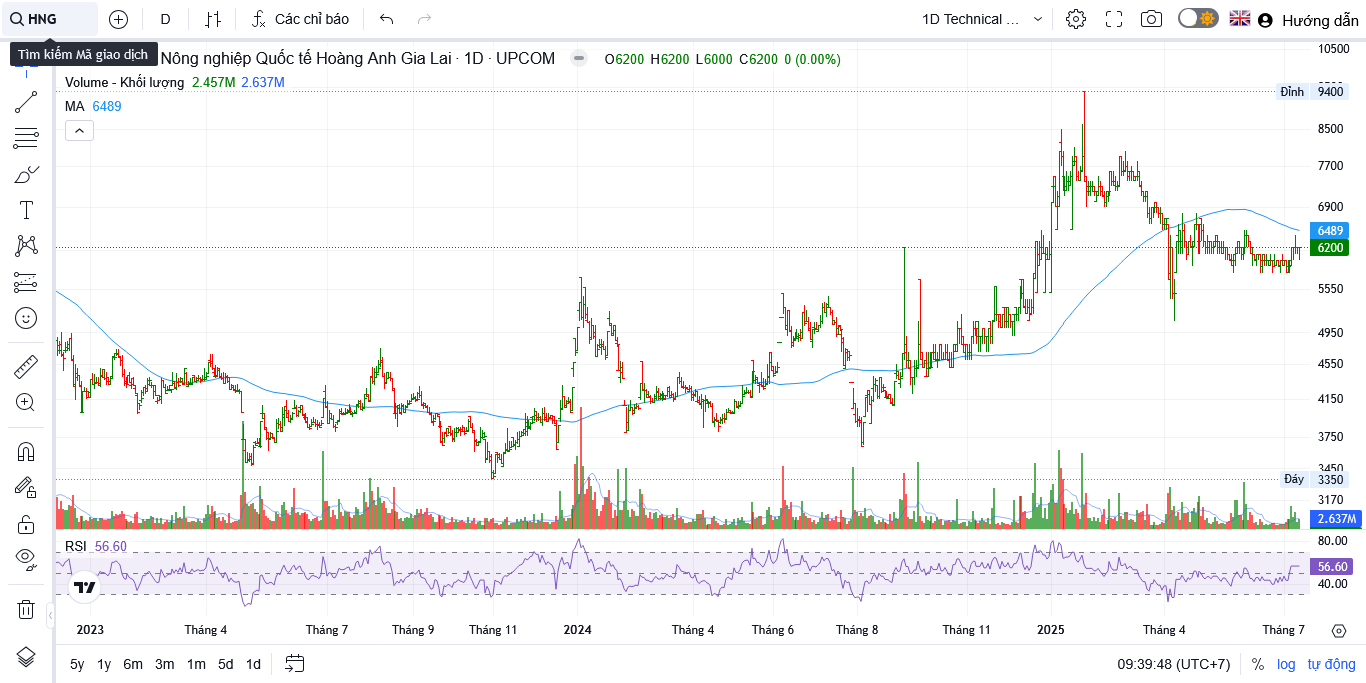 HNG
D
Các chỉ báo
1D Technical ...
Hướng dẫn
Tìm kiếm Mã giao dịch
Nông nghiệp Quốc tế Hoàng Anh Gia Lai · 1D · UPCOM
O6200 H6200 L6000 C6200 0 (0.00%)
Volume - Khối lượng 2.457M 2.637M
MA 6489
10500
Đỉnh 9400
8500
7700
6900
6489
6200
5550
4950
4550
4150
3750
3450
Đáy 3350
3170
2.637M
RSI 56.60
80.00
56.60
40.00
2023 Tháng 4 Tháng 7 Tháng 9 Tháng 11 2024 Tháng 4 Tháng 6 Tháng 8 Tháng 11 2025 Tháng 4 Tháng 7
5y 1y 6m 3m 1m 5d 1d
09:39:48 (UTC+7) % log tự động